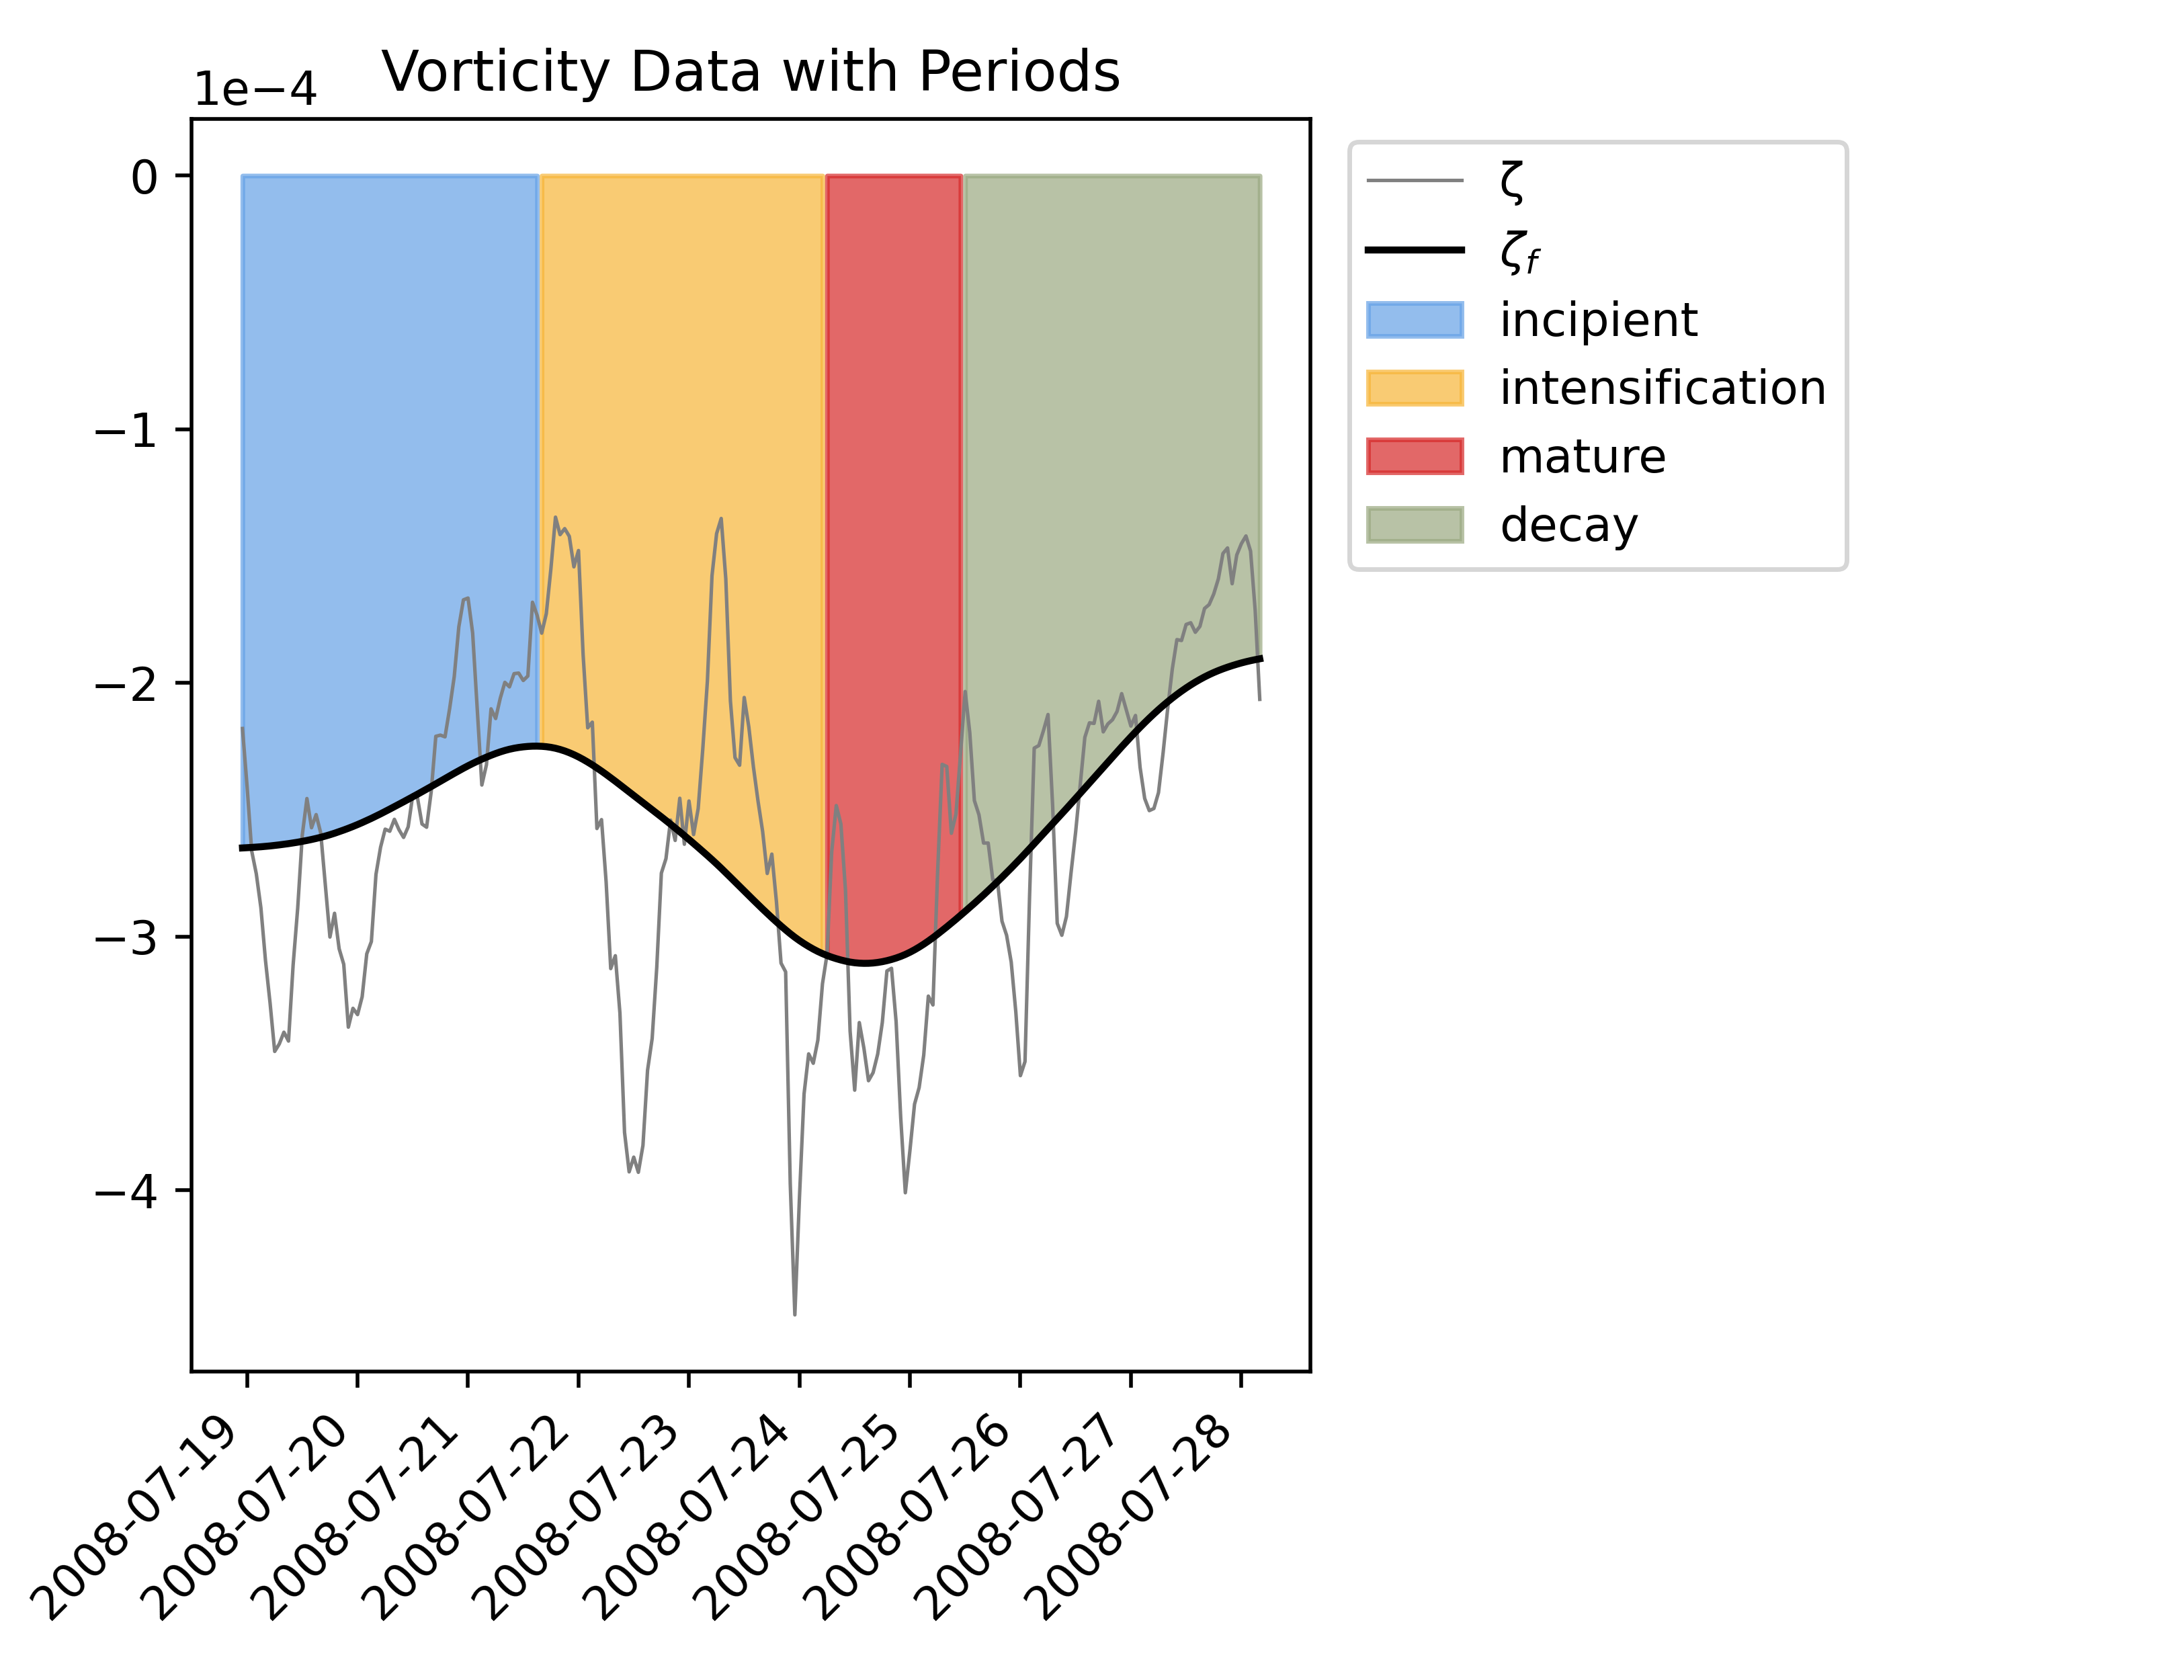 Vorticity Data with Periods
1e−4
0
−1
−2
−3
−4
2008-07-19
2008-07-20
2008-07-21
2008-07-22
2008-07-23
2008-07-24
2008-07-25
2008-07-26
2008-07-27
2008-07-28
ζ
ζf
incipient
intensification
mature
decay